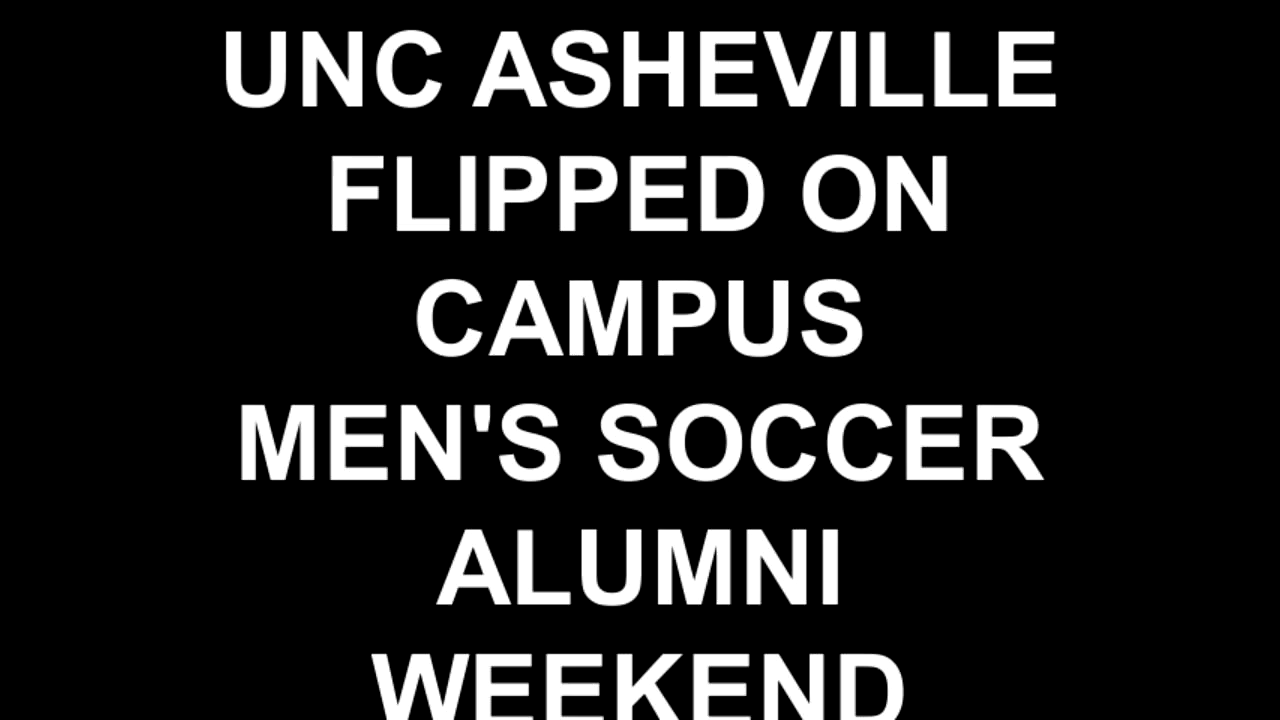 UNC ASHEVILLE
FLIPPED ON
CAMPUS
MEN'S SOCCER
ALUMNI
WEEKEND